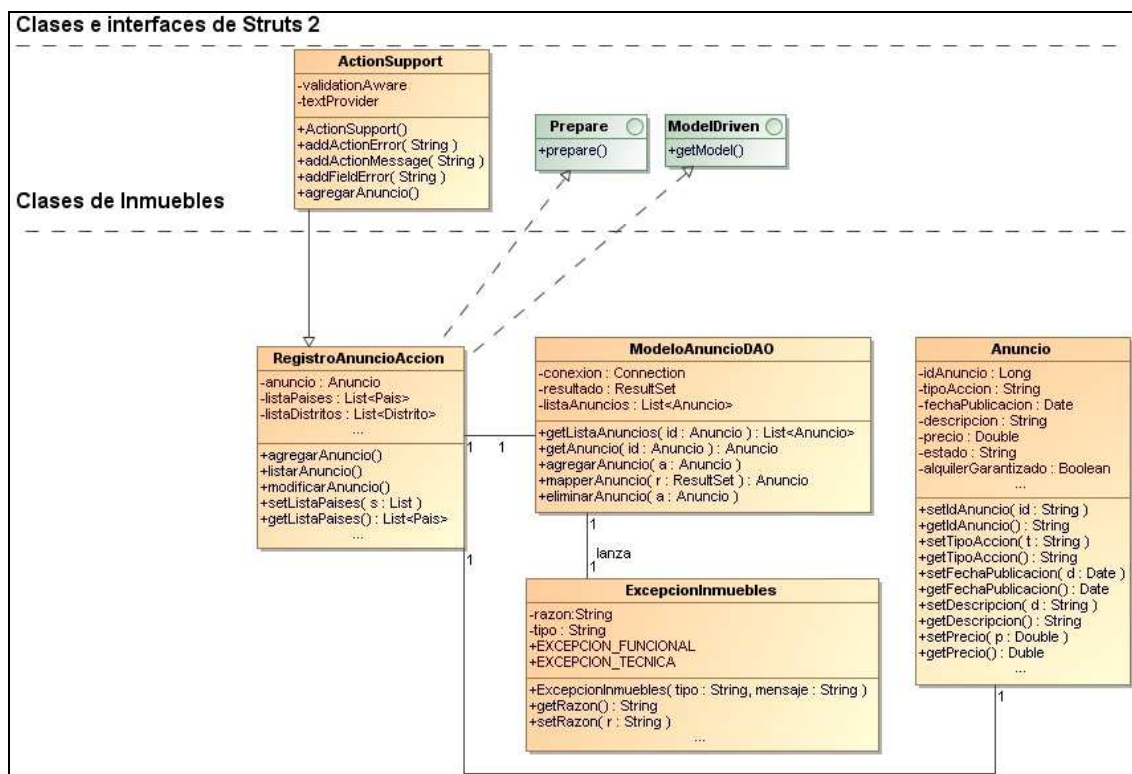 Clases e interfaces de Struts 2
ActionSupport
-validationAware
-textProvider
+ActionSupport()
+addActionError( String )
+addActionMessage( String )
+addFieldError( String )
+agregarAnuncio()
Prepare
+prepare()
ModelDriven
+getModel()
Clases de Inmuebles
RegistroAnuncioAccion
-anuncio : Anuncio
-listaPaises : List<Pais>
-listaDistritos : List<Distrito>
...
+agregarAnuncio()
+listarAnuncio()
+modificarAnuncio()
+setListaPaises( s : List )
+getListaPaises() : List<Pais>
...
1
1
1
ModeloAnuncioDAO
-conexion : Connection
-resultado : ResultSet
-listaAnuncios : List<Anuncio>
+getListaAnuncios( id : Anuncio ) : List<Anuncio>
+getAnuncio( id : Anuncio ) : Anuncio
+agregarAnuncio( a : Anuncio )
+mapperAnuncio( r : ResultSet ) : Anuncio
+eliminarAnuncio( a : Anuncio )
1
lanza
1
ExcepcionInmuebles
-razon:String
-tipo : String
+EXCEPCION_FUNCIONAL
+EXCEPCION_TECNICA
+ExcepcionInmuebles( tipo : String, mensaje : String )
+getRazon() : String
+setRazon( r : String )
...
Anuncio
-idAnuncio : Long
-tipoAccion : String
-fechaPublicacion : Date
-descripcion : String
-precio : Double
-estado : String
-alquilerGarantizado : Boolean
...
+setIdAnuncio( id : String )
+getIdAnuncio() : String
+setTipoAccion( t : String )
+getTipoAccion() : String
+setFechaPublicacion( d : Date )
+getFechaPublicacion() : Date
+setDescripcion( d : String )
+getDescripcion() : String
+setPrecio( p : Double )
+getPrecio() : Duble
...
1